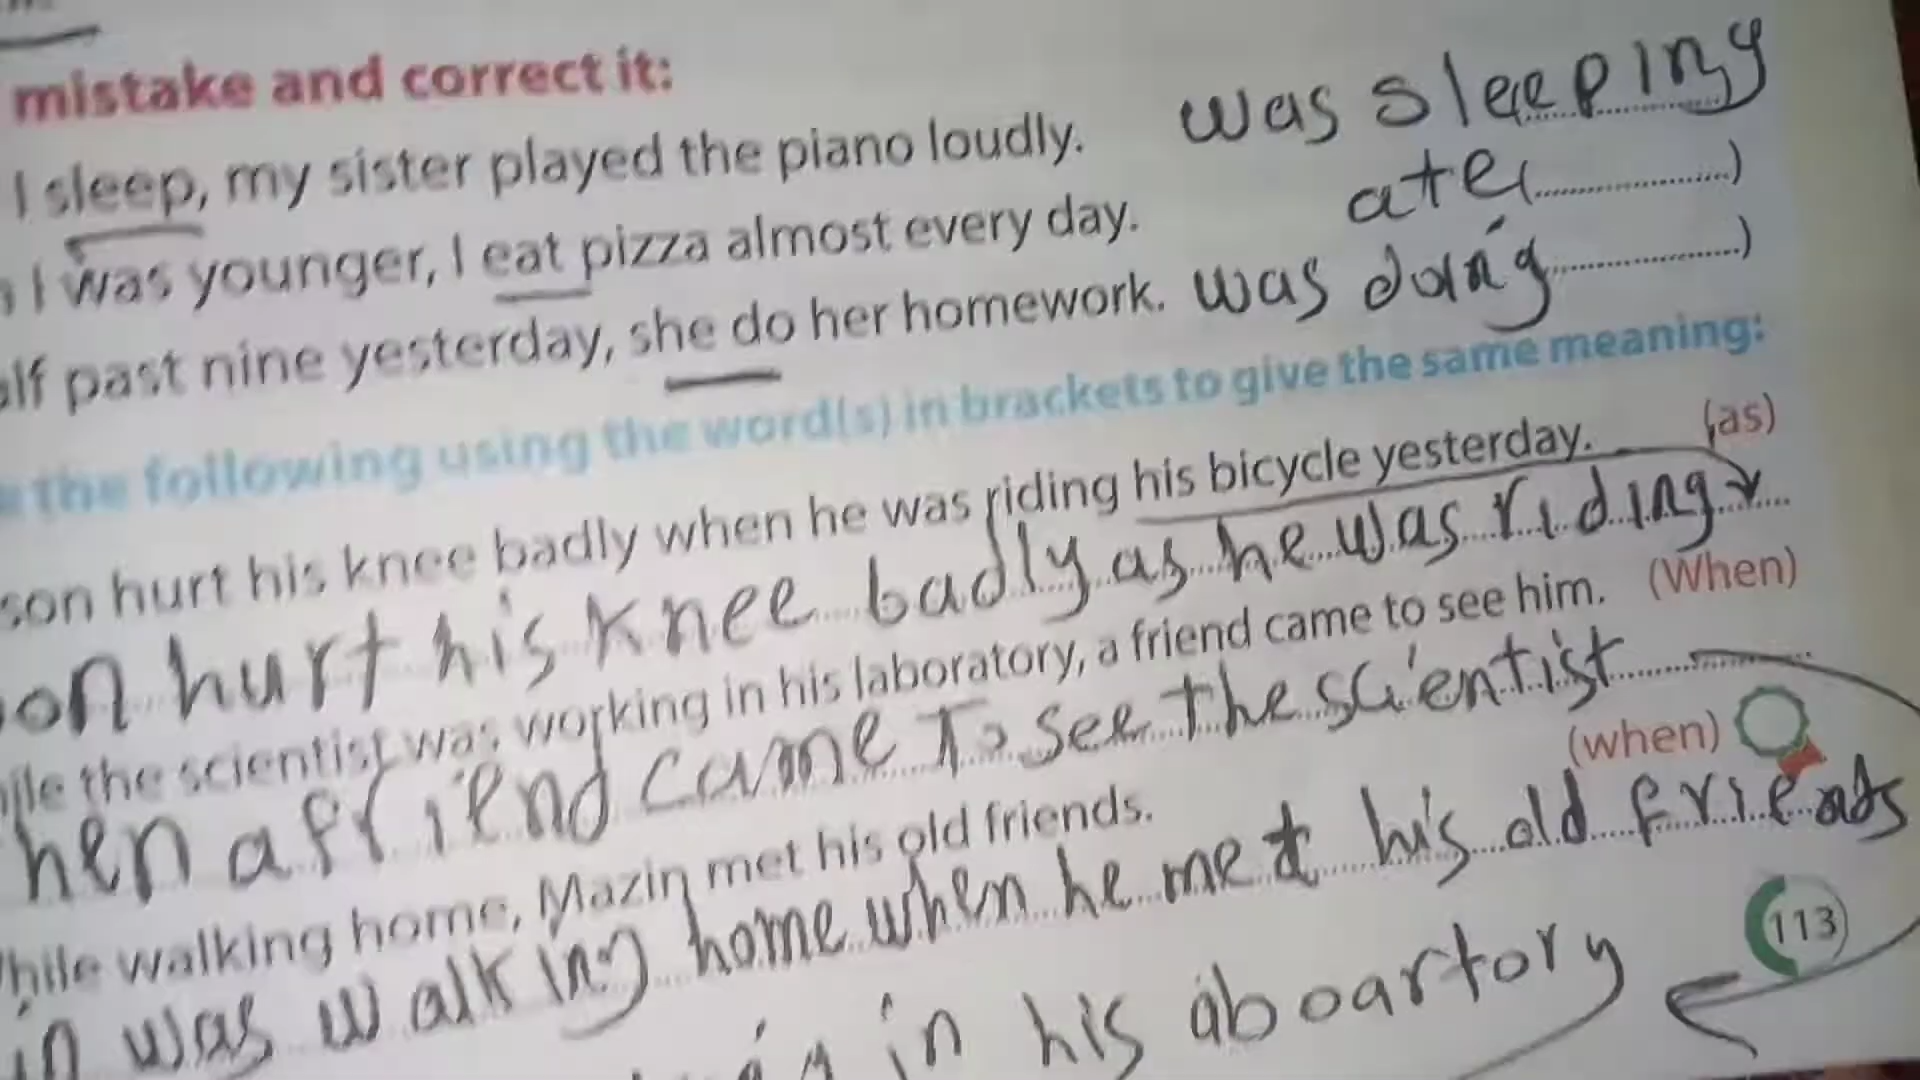 mistake and correct it:
I sleep, my sister played the piano loudly. was sleeping
I was younger, I eat pizza almost every day. ate (....................)
lf past nine yesterday, she do her homework. was doing ....................)
the following using the word(s) in brackets to give the same meaning:
son hurt his knee badly when he was riding his bicycle yesterday. (as)
on hurt his knee badly as he was riding
ile the scientist was working in his laboratory, a friend came to see him. (When)
hen a friend came To see the scientist
hile walking home, Mazin met his old friends. (when)
in was walking home when he met his old friends
in his aboartory
113